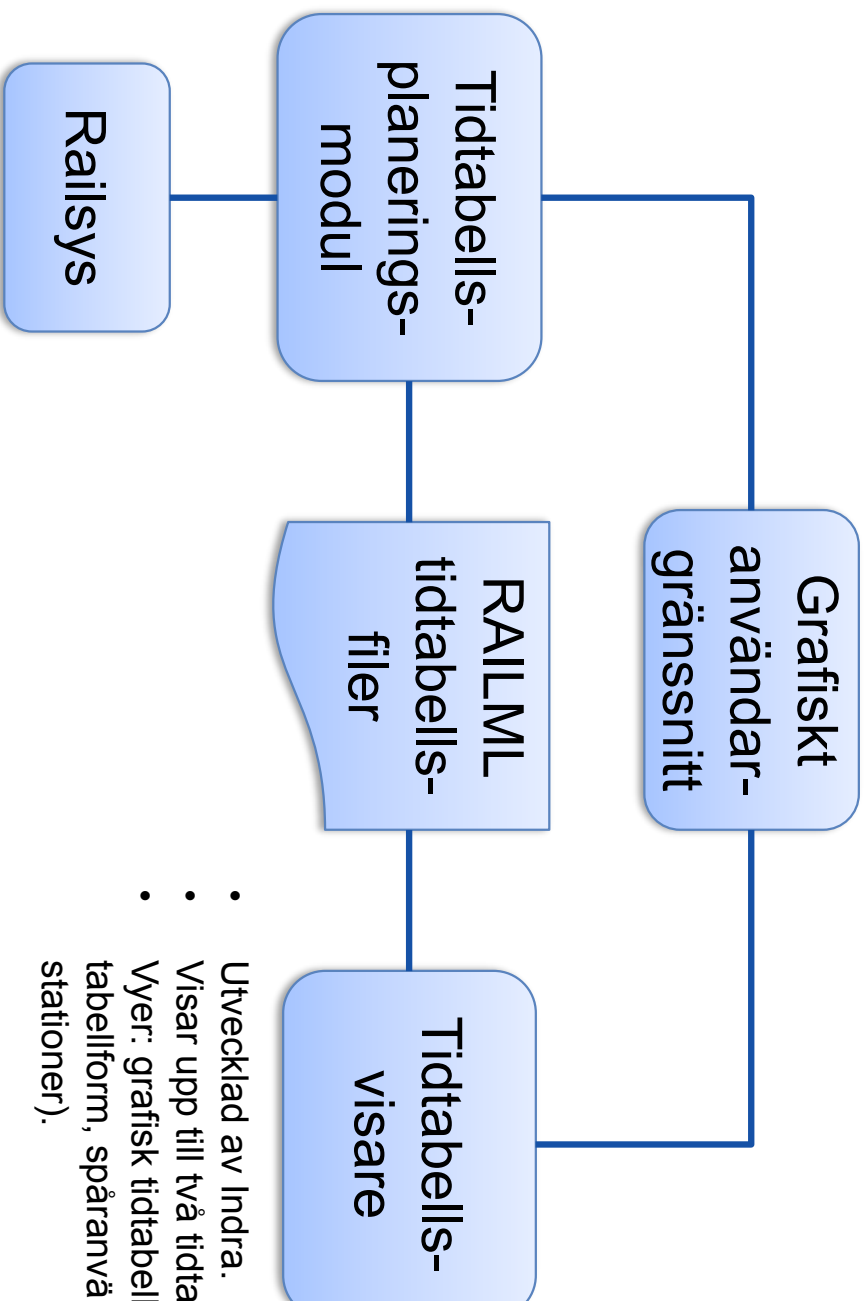 Grafiskt
användar-
gränssnitt
Tidtabells-
planerings-
modul
RAILML
tidtabells-
filer
Tidtabells-
visare
Railsys
• Utvecklad av Indra.
• Visar upp till två
• Vyer: grafisk
tabellform,
stationer).